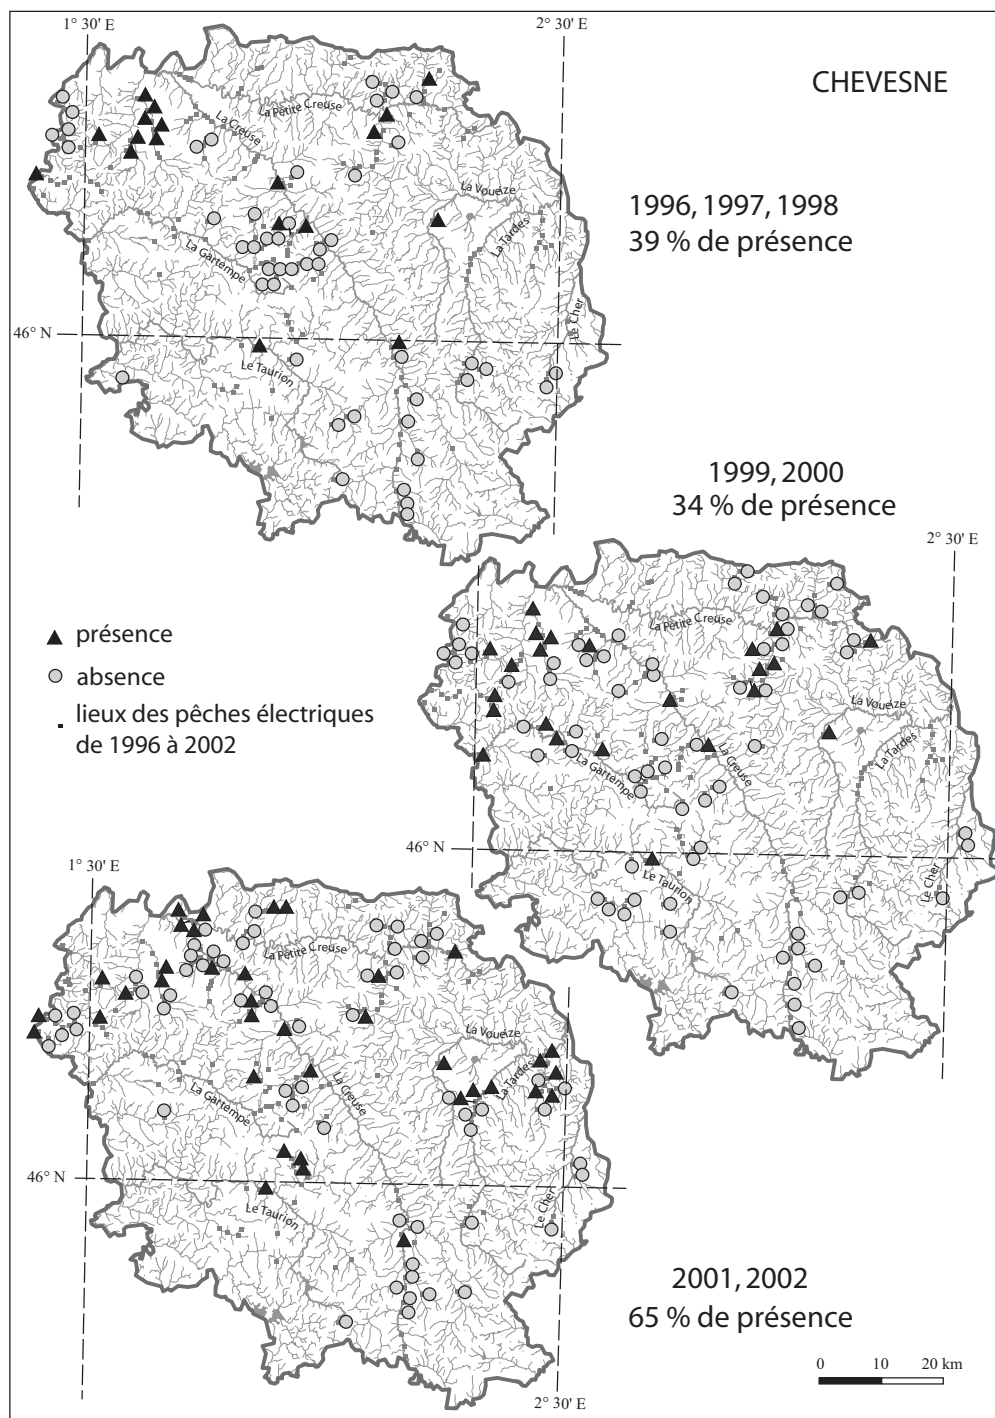 1° 30' E
2° 30' E
CHEVESNE
La Petite Creuse
La Creuse
La Voueize
La Tardes
La Gartempe
Le Cher
46° N
Le Taurion
1996, 1997, 1998
39 % de présence
1999, 2000
34 % de présence
2° 30' E
présence
absence
lieux des pêches électriques
de 1996 à 2002
La Petite Creuse
La Voueize
La Tardes
La Creuse
La Gartempe
46° N
Le Taurion
Le Cher
1° 30' E
La Petite Creuse
La Voueize
La Tardes
La Creuse
La Gartempe
46° N
Le Taurion
Le Cher
2001, 2002
65 % de présence
0 10 20 km
2° 30' E